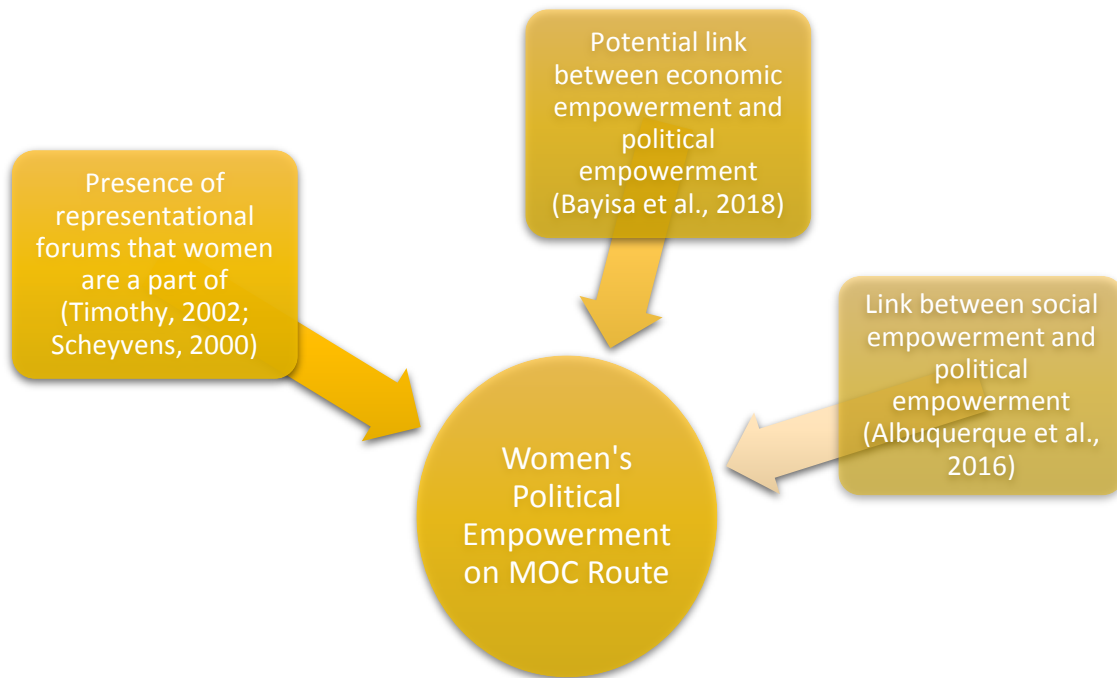 Potential link
between economic
empowerment and
political
empowerment
(Bayisa et al., 2018)
Presence of
representational
forums that women
are a part of
(Timothy, 2002;
Scheyvens, 2000)
Link between social
empowerment and
political
empowerment
(Albuquerque et al.,
2016)
Women's
Political
Empowerment
on MOC Route